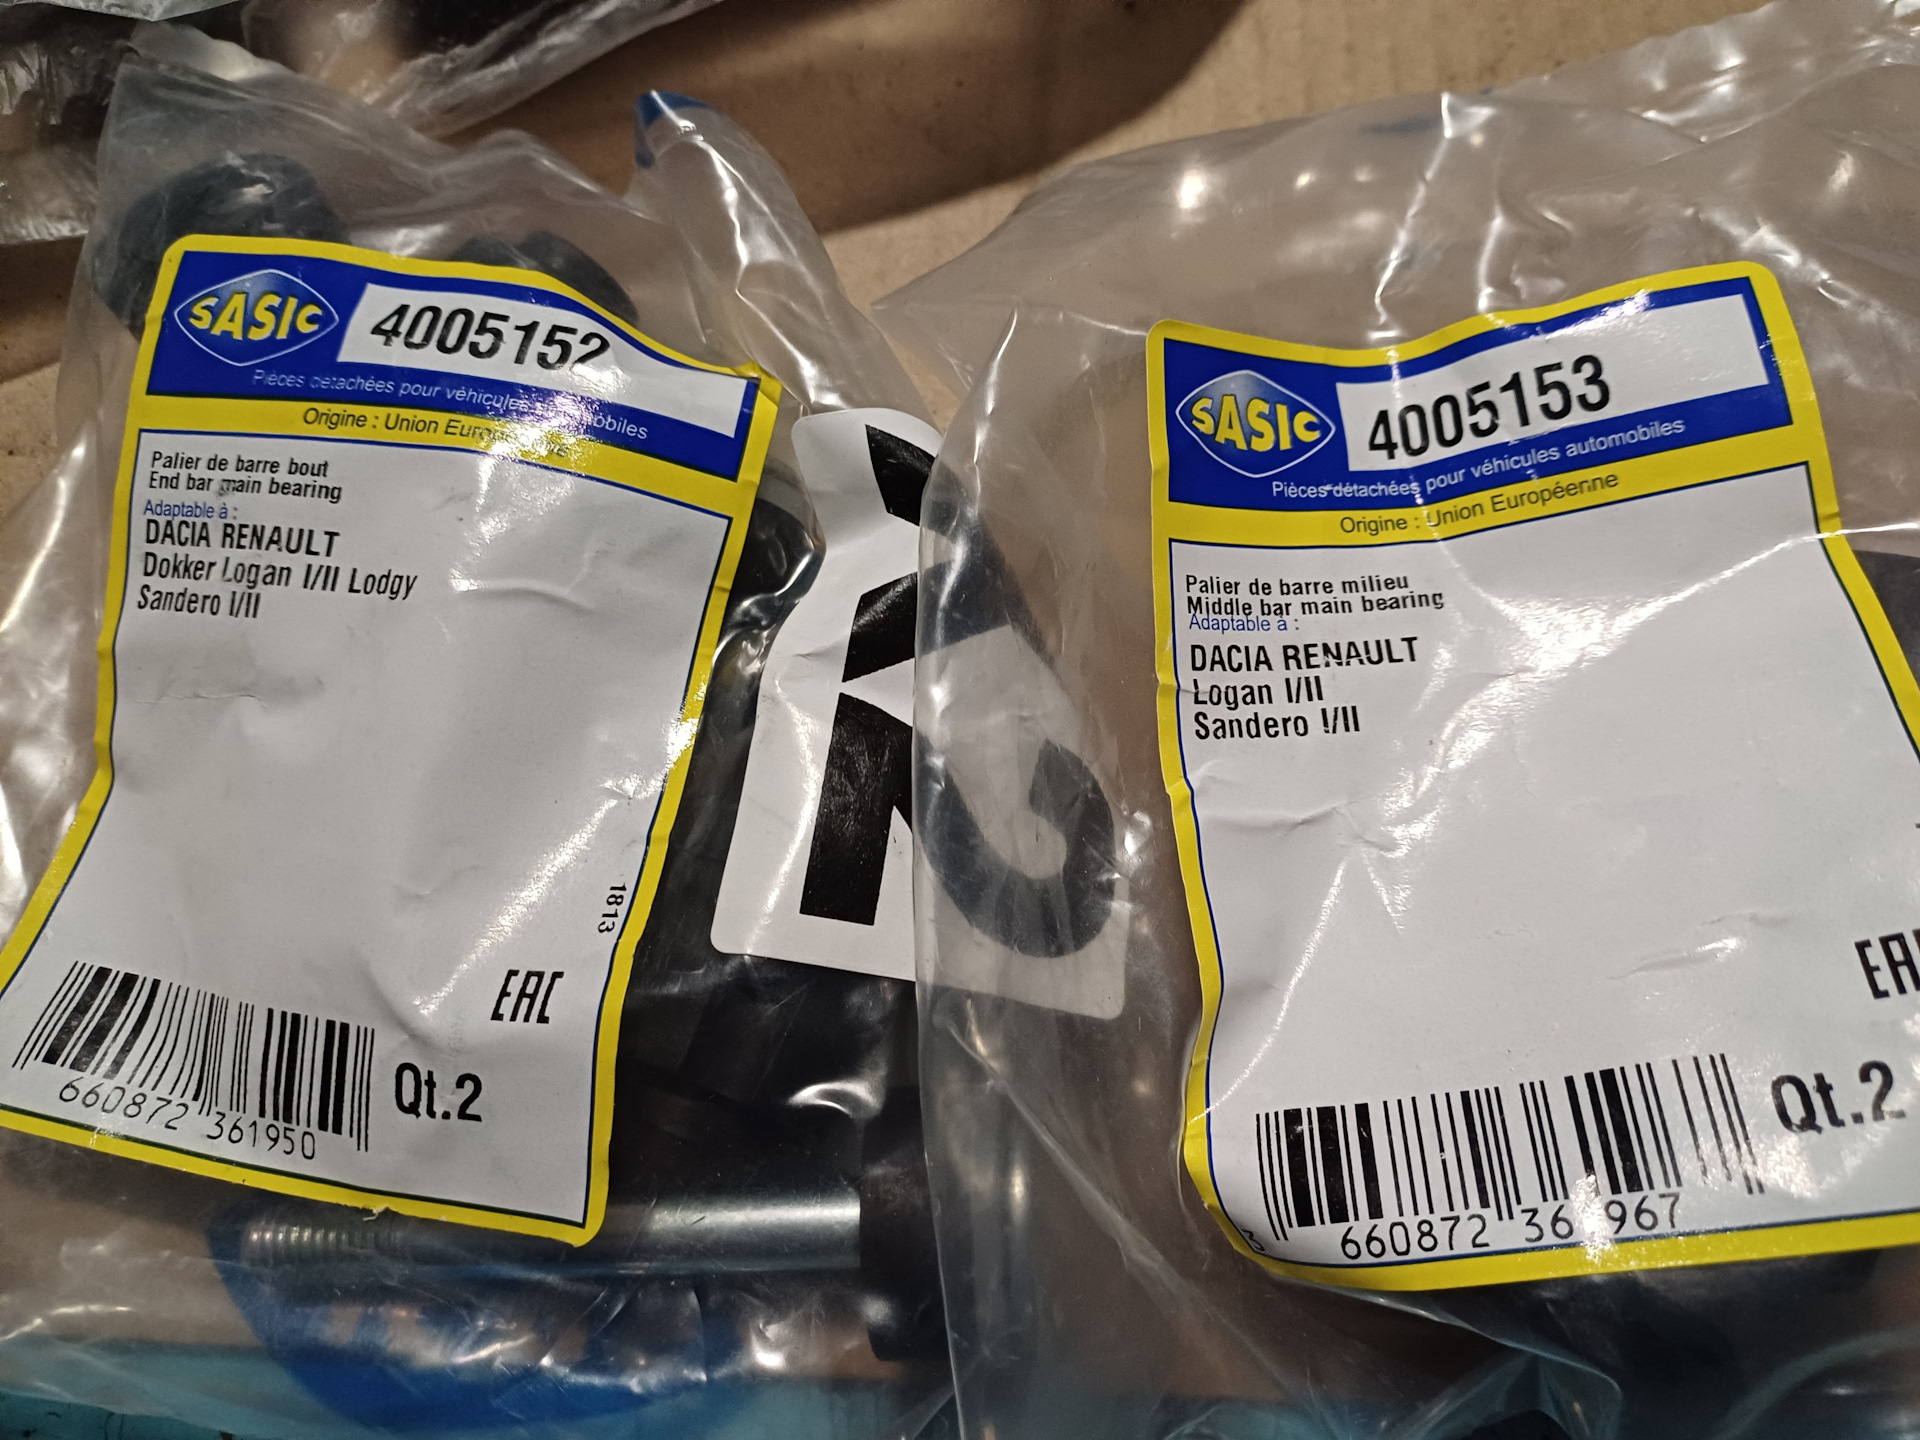 SASIC
4005152
Pièces détachées pour véhicules automobiles
Origine : Union Européenne
Palier de barre bout
End bar main bearing
Adaptable à :
DACIA RENAULT
Dokker Logan I/II Lodgy
Sandero I/II
1813
EAC
660872 361950
Qt.2
SASIC
4005153
Pièces détachées pour véhicules automobiles
Origine : Union Européenne
Palier de barre milieu
Middle bar main bearing
Adaptable à :
DACIA RENAULT
Logan I/II
Sandero I/II
Qt.2
3 660872 36 967